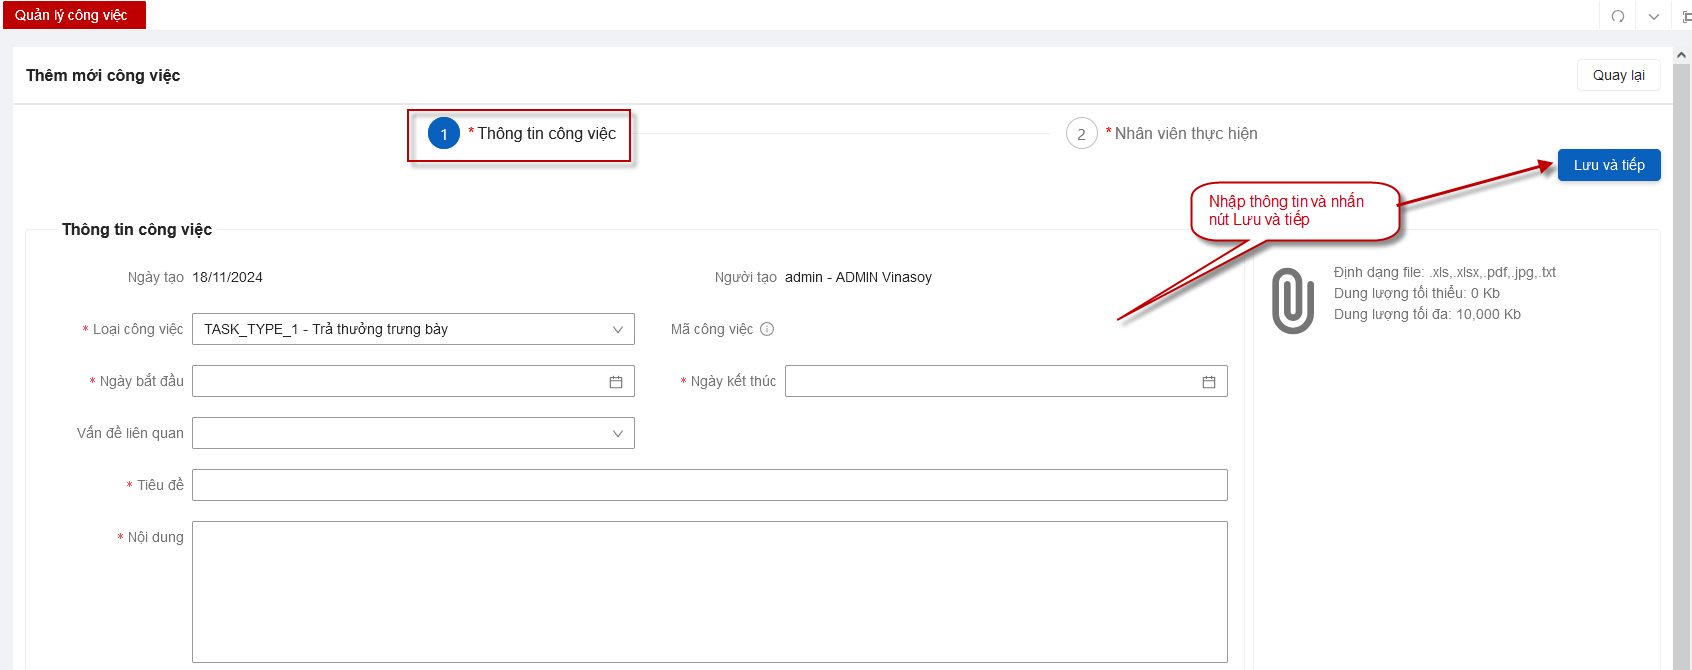 Quản lý công việc
Thêm mới công việc
Quay lại
1 * Thông tin công việc
2 * Nhân viên thực hiện
Lưu và tiếp
Nhập thông tin và nhấn
nút Lưu và tiếp
Thông tin công việc
Ngày tạo 18/11/2024
Người tạo admin - ADMIN Vinasoy
* Loại công việc TASK_TYPE_1 - Trả thưởng trưng bày
Mã công việc
* Ngày bắt đầu
* Ngày kết thúc
Vấn đề liên quan
* Tiêu đề
* Nội dung
Định dạng file: .xls,.xlsx,.pdf,.jpg,.txt
Dung lượng tối thiểu: 0 Kb
Dung lượng tối đa: 10,000 Kb